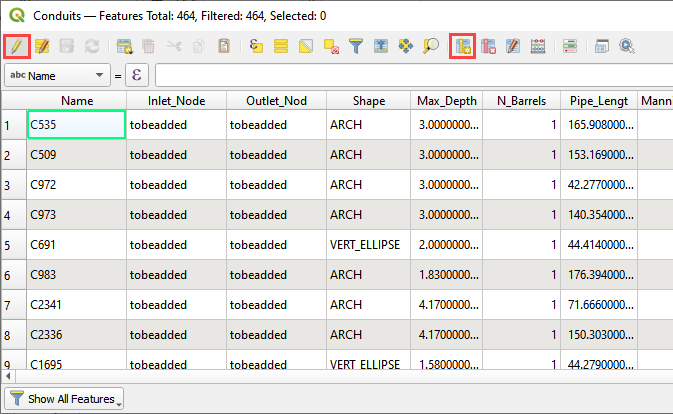 Conduits — Features Total: 464, Filtered: 464, Selected: 0
abc Name = ε
Name Inlet_Node Outlet_Nod Shape Max_Depth N_Barrels Pipe_Lengt Mann
1 C535 tobeadded tobeadded ARCH 3.0000000... 1 165.908000...
2 C509 tobeadded tobeadded ARCH 3.0000000... 1 153.169000...
3 C972 tobeadded tobeadded ARCH 3.0000000... 1 42.2770000...
4 C973 tobeadded tobeadded ARCH 3.0000000... 1 140.354000...
5 C691 tobeadded tobeadded VERT_ELLIPSE 2.0000000... 1 44.4140000...
6 C983 tobeadded tobeadded ARCH 1.8300000... 1 176.394000...
7 C2341 tobeadded tobeadded ARCH 4.1700000... 1 71.6660000...
8 C2336 tobeadded tobeadded ARCH 4.1700000... 1 150.303000...
9 C1695 tobeadded tobeadded VERT_ELLIPSE 1.5800000... 1 44.2790000...
Show All Features